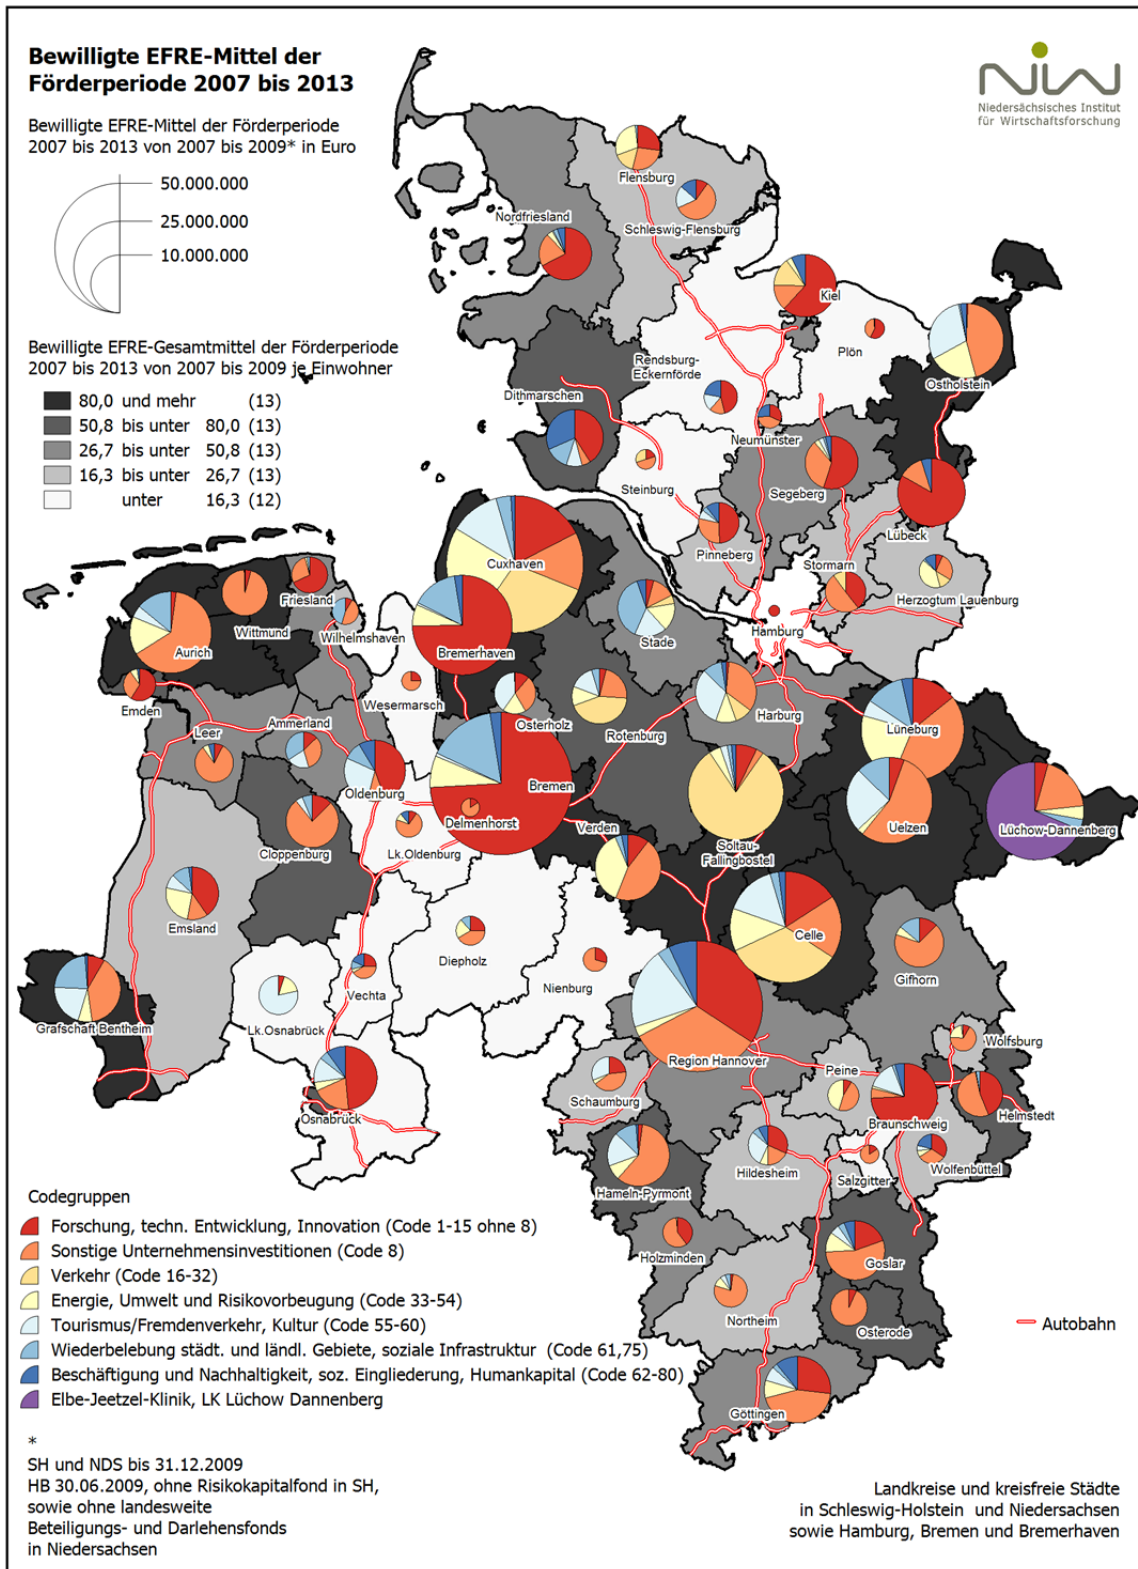 Bewilligte EFRE-Mittel der
Förderperiode 2007 bis 2013
Bewilligte EFRE-Mittel der Förderperiode
2007 bis 2013 von 2007 bis 2009* in Euro
50.000.000
25.000.000
10.000.000
Bewilligte EFRE-Gesamtmittel der Förderperiode
2007 bis 2013 von 2007 bis 2009 je Einwohner
80,0 und mehr (13)
50,8 bis unter 80,0 (13)
26,7 bis unter 50,8 (13)
16,3 bis unter 26,7 (13)
unter 16,3 (12)
NIW
Niedersächsisches Institut
für Wirtschaftsforschung
Flensburg
Nordfriesland
Schleswig-Flensburg
Kiel
Plön
Rendsburg-
Eckernförde
Ostholstein
Dithmarschen
Neumünster
Steinburg
Segeberg
Pinneberg
Lübeck
Stormarn
Herzogtum Lauenburg
Hamburg
Cuxhaven
Friesland
Wittmund
Wilhelmshaven
Aurich
Bremerhaven
Stade
Emden
Wesermarsch
Osterholz
Rotenburg
Harburg
Lüneburg
Leer
Ammerland
Oldenburg
Bremen
Delmenhorst
Lk.Oldenburg
Cloppenburg
Verden
Soltau-
Fallingbostel
Uelzen
Lüchow-Dannenberg
Emsland
Diepholz
Celle
Gifhorn
Nienburg
Vechta
Lk.Osnabrück
Grafschaft Bentheim
Region Hannover
Wolfsburg
Peine
Schaumburg
Osnabrück
Braunschweig
Helmstedt
Hildesheim
Wolfenbüttel
Salzgitter
Hameln-Pyrmont
Holzminden
Goslar
Northeim
Osterode
Göttingen
Codegruppen
Forschung, techn. Entwicklung, Innovation (Code 1-15 ohne 8)
Sonstige Unternehmensinvestitionen (Code 8)
Verkehr (Code 16-32)
Energie, Umwelt und Risikovorbeugung (Code 33-54)
Tourismus/Fremdenverkehr, Kultur (Code 55-60)
Wiederbelebung städt. und ländl. Gebiete, soziale Infrastruktur (Code 61,75)
Beschäftigung und Nachhaltigkeit, soz. Eingliederung, Humankapital (Code 62-80)
Elbe-Jeetzel-Klinik, LK Lüchow Dannenberg
Autobahn
*
SH und NDS bis 31.12.2009
HB 30.06.2009, ohne Risikokapitalfond in SH,
sowie ohne landesweite
Beteiligungs- und Darlehensfonds
in Niedersachsen
Landkreise und kreisfreie Städte
in Schleswig-Holstein und Niedersachsen
sowie Hamburg, Bremen und Bremerhaven